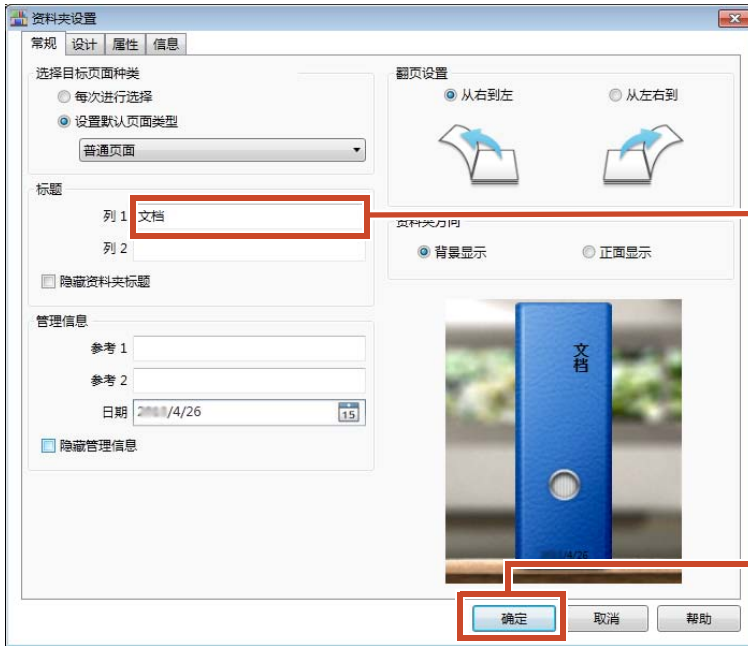 资料夹设置
常规 设计 属性 信息
选择目标页面种类
每次进行选择
设置默认页面类型
普通页面
标题
列 1 文档
列 2
隐藏资料夹标题
管理信息
参考 1
参考 2
日期 /4/26
15
隐藏管理信息
翻页设置
从右到左 从左右到
资料夹方向
背景显示 正面显示
文档
/4/26
确定 取消 帮助